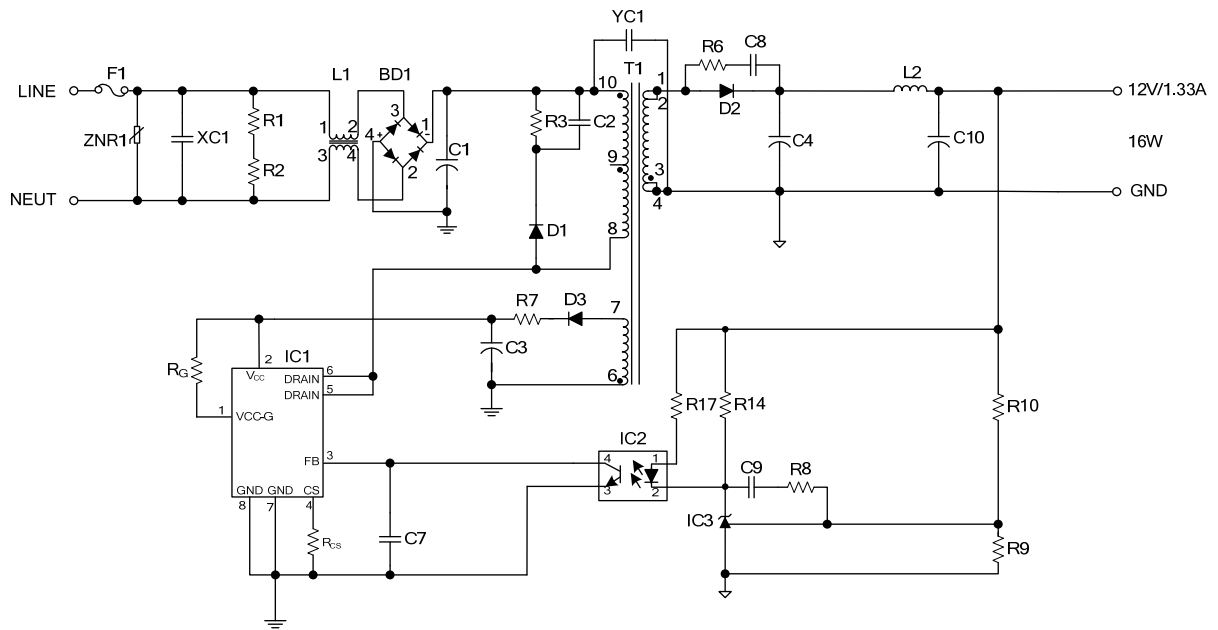 YC1
R6
C8
F1
L1
BD1
T1
L2
LINE
10
1
12V/1.33A
2
D2
3
1
2
4
+
1
-
R1
R3
C2
ZNR1
XC1
C1
C4
C10
16W
3
4
2
R2
9
3
NEUT
4
GND
8
D1
R7
D3
7
C3
2
IC1
RG
6
VCC
DRAIN
6
DRAIN
5
1
VCC-G
R17
R14
R10
IC2
FB
3
4
1
C9
R8
3
2
GND
GND
CS
8
7
4
IC3
RCS
C7
R9